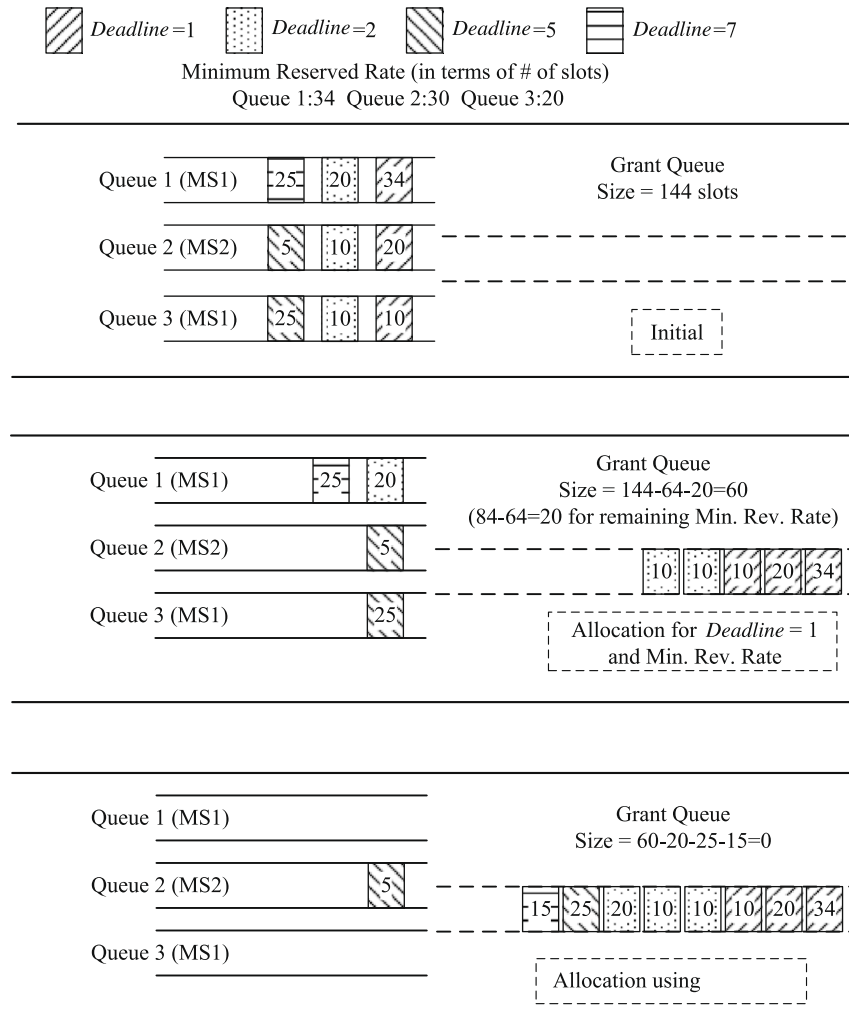 Deadline=1 Deadline=2 Deadline=5 Deadline=7
Minimum Reserved Rate (in terms of # of slots)
Queue 1:34 Queue 2:30 Queue 3:20
Queue 1 (MS1) 25 20 34
Grant Queue
Size = 144 slots
Queue 2 (MS2) 5 10 20
Queue 3 (MS1) 25 10 10
Initial
Queue 1 (MS1) 25 20
Grant Queue
Size = 144-64-20=60
(84-64=20 for remaining Min. Rev. Rate)
Queue 2 (MS2) 5
10 10 10 20 34
Queue 3 (MS1) 25
Allocation for Deadline = 1
and Min. Rev. Rate
Queue 1 (MS1)
Grant Queue
Size = 60-20-25-15=0
Queue 2 (MS2) 5
15 25 20 10 10 10 20 34
Queue 3 (MS1)
Allocation using